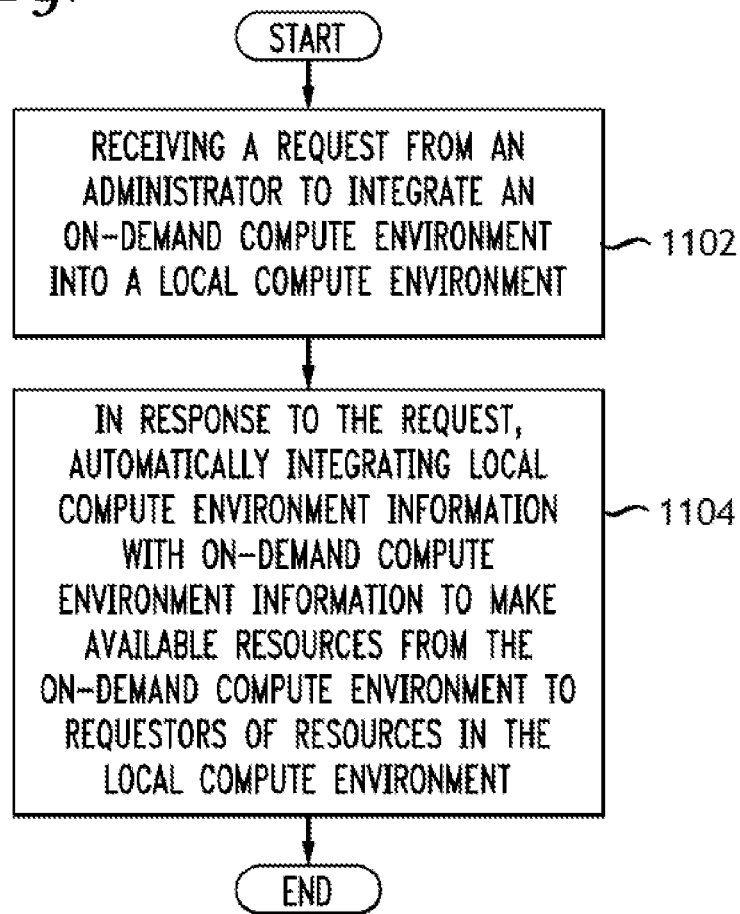 START
RECEIVING A REQUEST FROM AN
ADMINISTRATOR TO INTEGRATE AN
ON-DEMAND COMPUTE ENVIRONMENT
INTO A LOCAL COMPUTE ENVIRONMENT
1102
IN RESPONSE TO THE REQUEST,
AUTOMATICALLY INTEGRATING LOCAL
COMPUTE ENVIRONMENT INFORMATION
WITH ON-DEMAND COMPUTE
ENVIRONMENT INFORMATION TO MAKE
AVAILABLE RESOURCES FROM THE
ON-DEMAND COMPUTE ENVIRONMENT TO
REQUESTORS OF RESOURCES IN THE
LOCAL COMPUTE ENVIRONMENT
1104
END